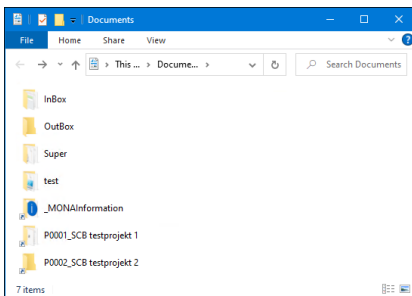 Documents
File Home Share View
This ... Docume...
Search Documents
InBox
OutBox
Super
test
_MONAInformation
P0001_SCB testprojekt 1
P0002_SCB testprojekt 2
7 items